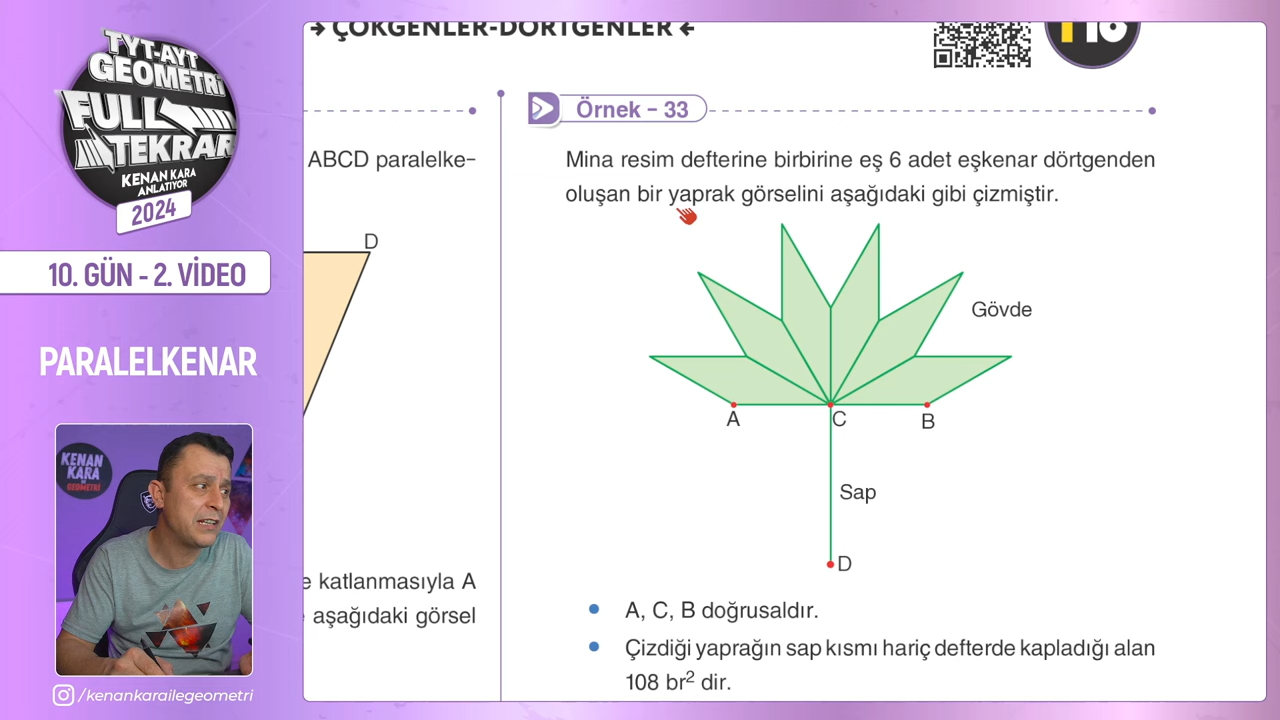 TYT-AYT
GEOMETRİ
FULL
TEKRAR
KENAN KARA
ANLATIYOR
2024
10. GÜN - 2. VİDEO
PARALELKENAR
KENAN
KARA
GEOMETRİ
/kenankarailegeometri
→ ÇOKGENLER-DÖRTGENLER ←
ABCD paralelke-
D
e katlanmasıyla A
aşağıdaki görsel
Örnek - 33
Mina resim defterine birbirine eş 6 adet eşkenar dörtgenden
oluşan bir yaprak görselini aşağıdaki gibi çizmiştir.
Gövde
A
C
B
Sap
D
• A, C, B doğrusaldır.
• Çizdiği yaprağın sap kısmı hariç defterde kapladığı alan
108 br² dir.